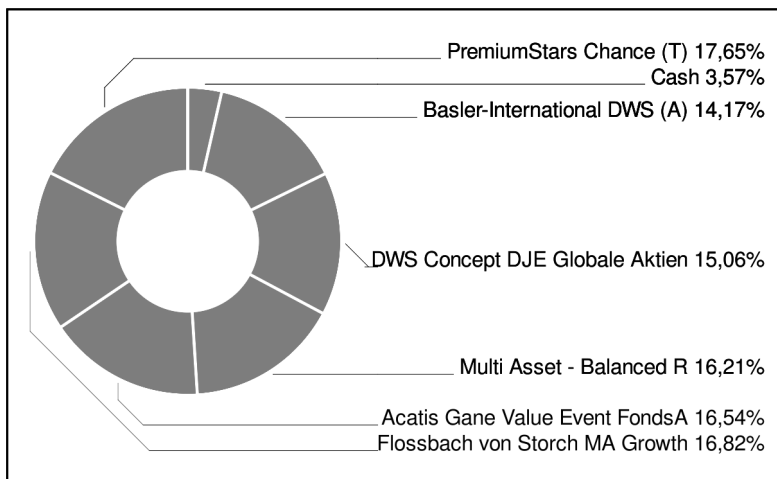 PremiumStars Chance (T) 17,65%
Cash 3,57%
Basler-International DWS (A) 14,17%
DWS Concept DJE Globale Aktien 15,06%
Multi Asset - Balanced R 16,21%
Acatis Gane Value Event FondsA 16,54%
Flossbach von Storch MA Growth 16,82%